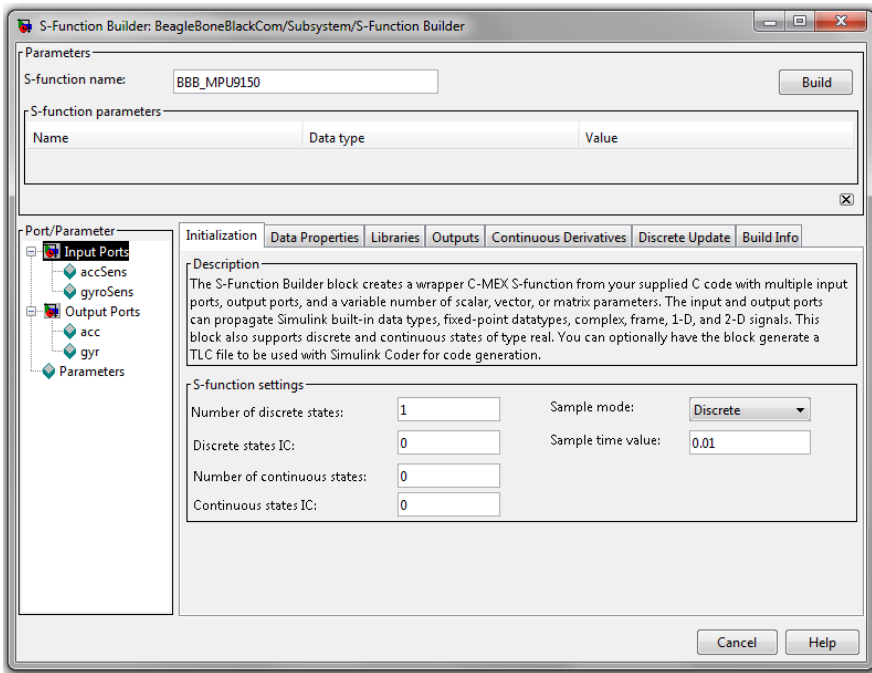 S-Function Builder: BeagleBoneBlackCom/Subsystem/S-Function Builder
Parameters
S-function name: BBB_MPU9150 Build
S-function parameters
Name Data type Value
Port/Parameter
Input Ports
accSens
gyroSens
Output Ports
acc
gyr
Parameters
Initialization Data Properties Libraries Outputs Continuous Derivatives Discrete Update Build Info
Description
The S-Function Builder block creates a wrapper C-MEX S-function from your supplied C code with multiple input
ports, output ports, and a variable number of scalar, vector, or matrix parameters. The input and output ports
can propagate Simulink built-in data types, fixed-point datatypes, complex, frame, 1-D, and 2-D signals. This
block also supports discrete and continuous states of type real. You can optionally have the block generate a
TLC file to be used with Simulink Coder for code generation.
S-function settings
Number of discrete states: 1 Sample mode: Discrete
Discrete states IC: 0 Sample time value: 0.01
Number of continuous states: 0
Continuous states IC: 0
Cancel Help